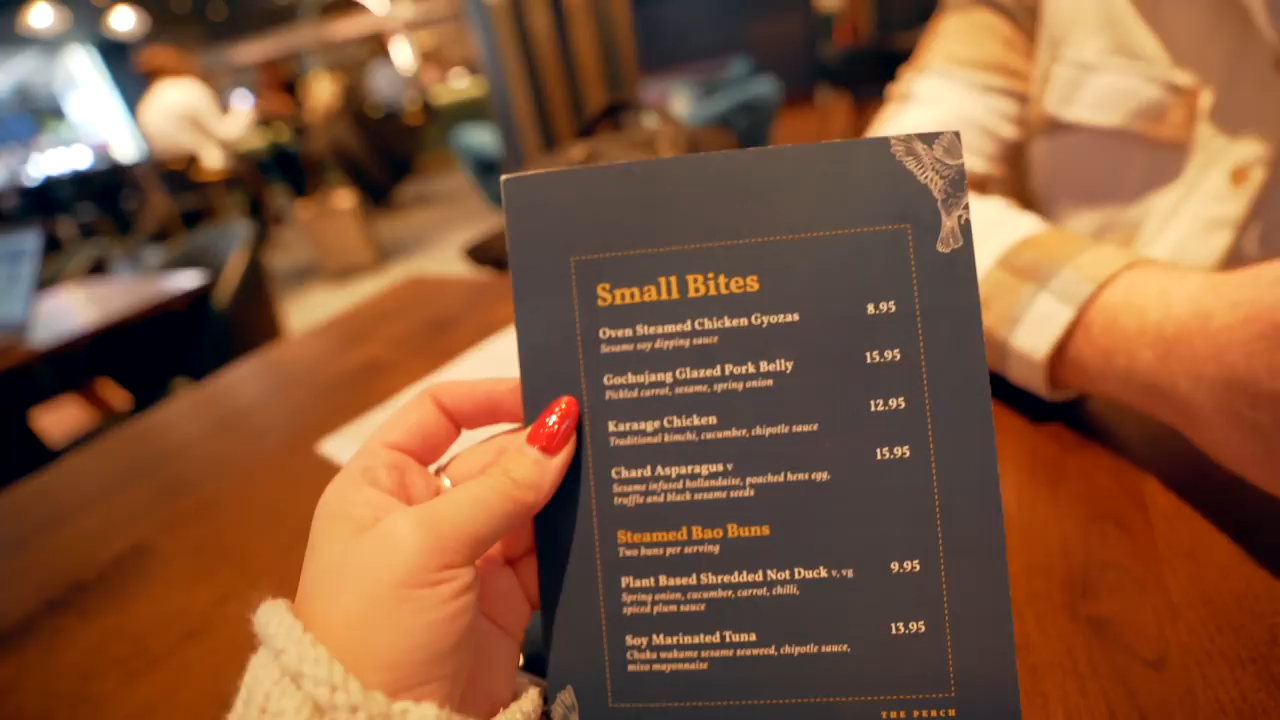 Small Bites
Oven Steamed Chicken Gyozas 8.95
Sesame soy dipping sauce
Gochujang Glazed Pork Belly 15.95
Pickled carrot, sesame, spring onion
Karaage Chicken 12.95
Traditional kimchi, cucumber, chipotle sauce
Chard Asparagus v 15.95
Sesame infused hollandaise, poached hens egg,
truffle and black sesame seeds
Steamed Bao Buns
Two buns per serving
Plant Based Shredded Not Duck v, vg 9.95
Spring onion, cucumber, carrot, chilli,
spiced plum sauce
Soy Marinated Tuna 13.95
Chuka wakame sesame seaweed, chipotle sauce,
miso mayonnaise
THE PERCH